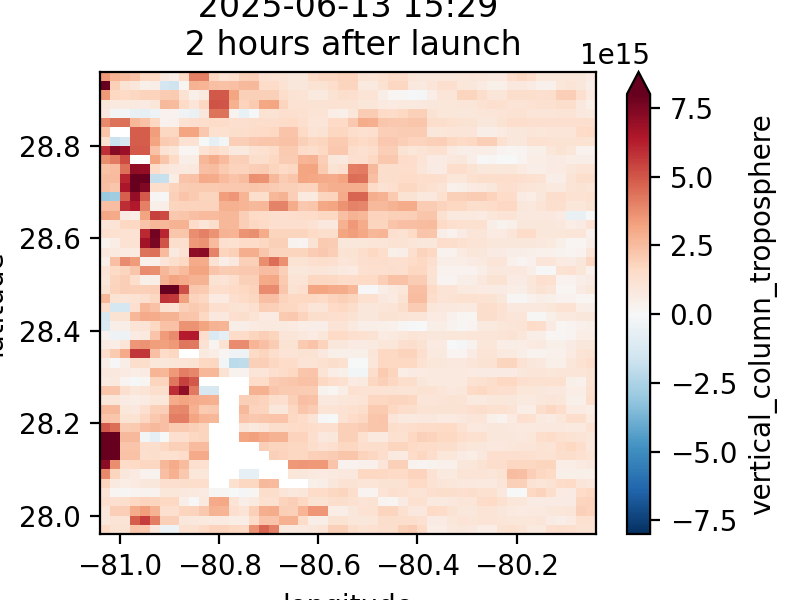 2025-06-13 15:29
2 hours after launch
1e15
28.8
28.6
28.4
28.2
28.0
−81.0 −80.8 −80.6 −80.4 −80.2
longitude
latitude
7.5
5.0
2.5
0.0
−2.5
−5.0
−7.5
vertical_column_troposphere